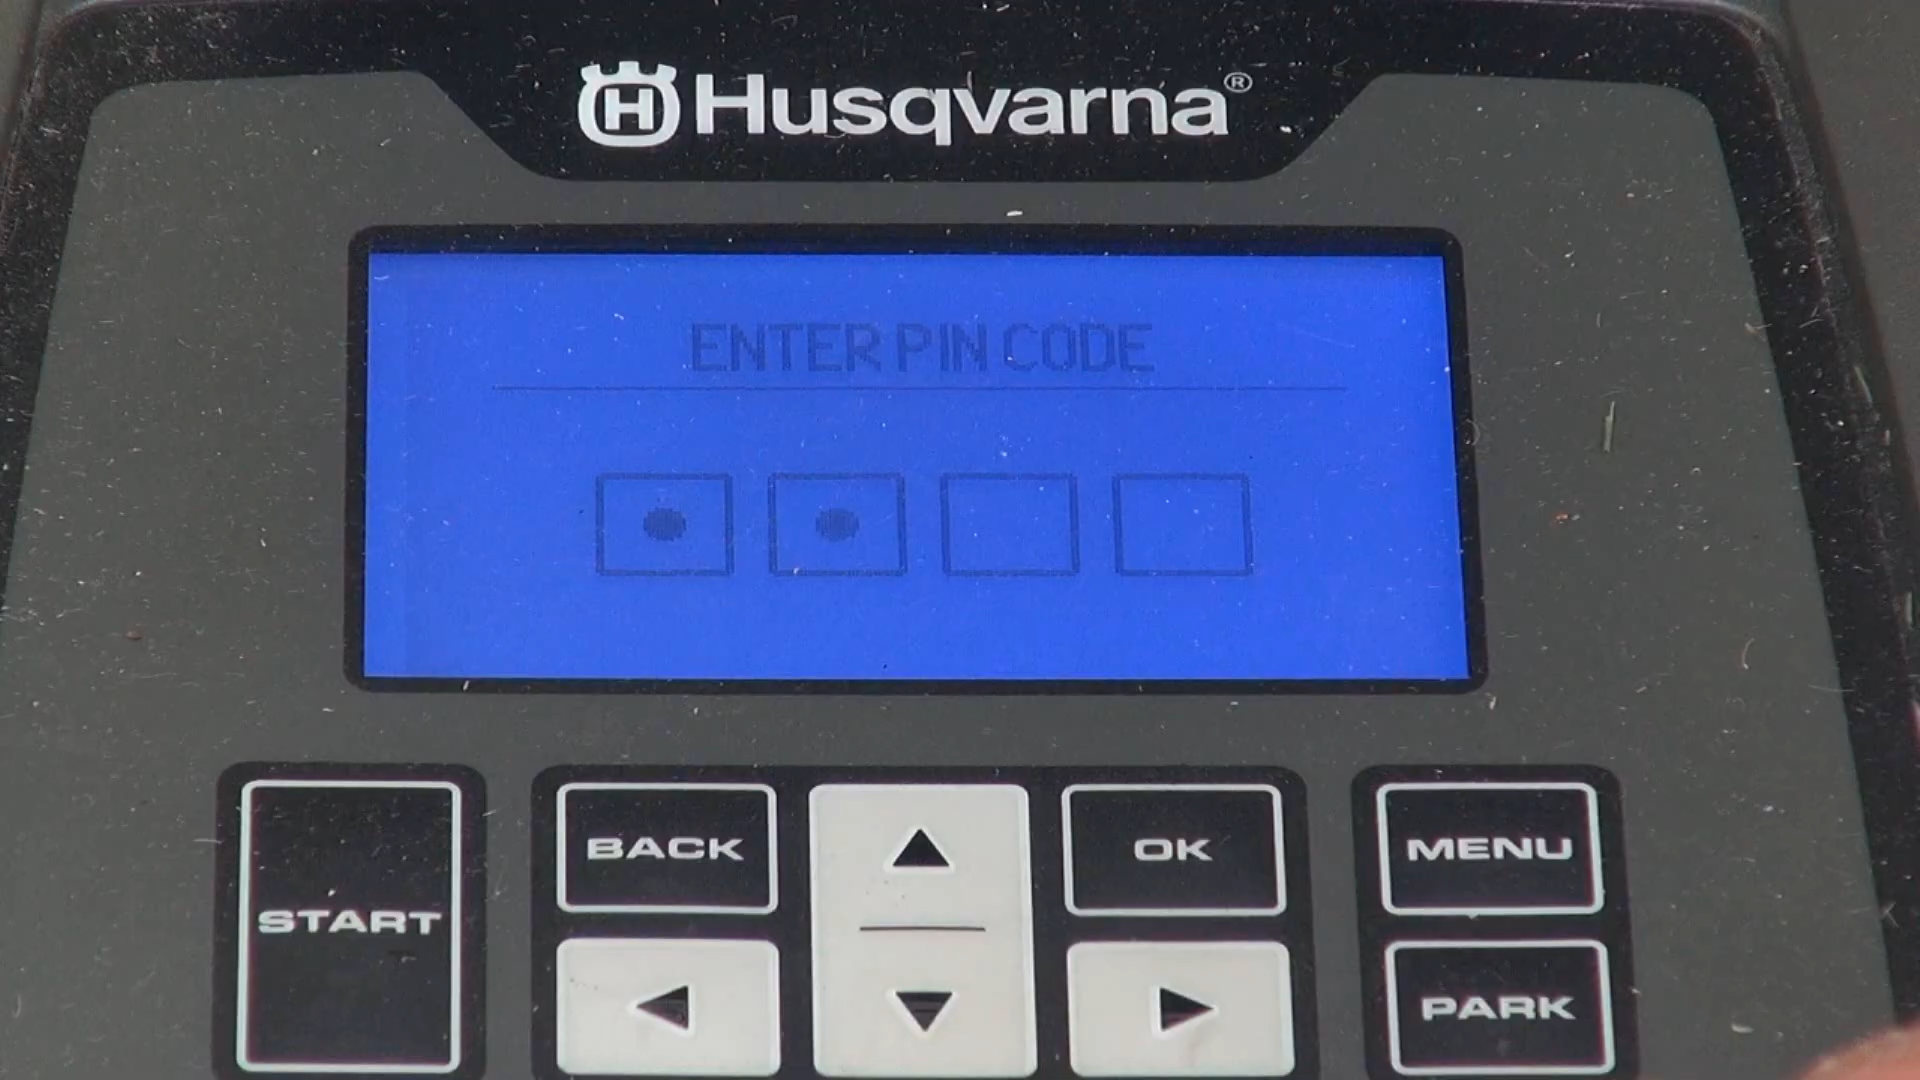 Husqvarna®
ENTER PIN CODE
START
BACK
OK
MENU
PARK